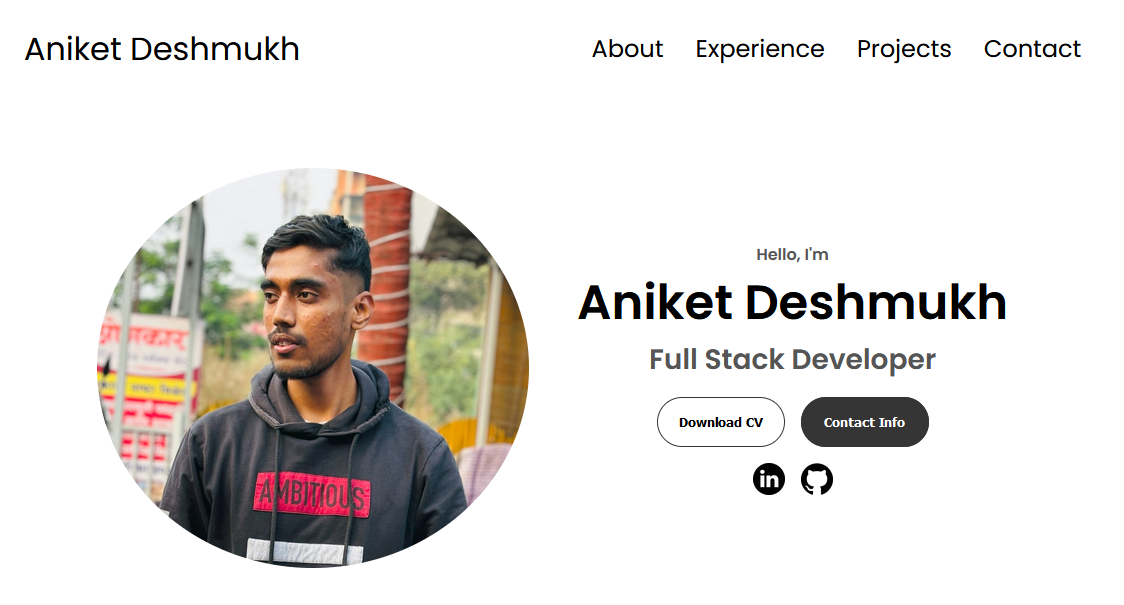 Aniket Deshmukh
About Experience Projects Contact
Hello, I'm
Aniket Deshmukh
Full Stack Developer
Download CV Contact Info
in
AMBITIOUS